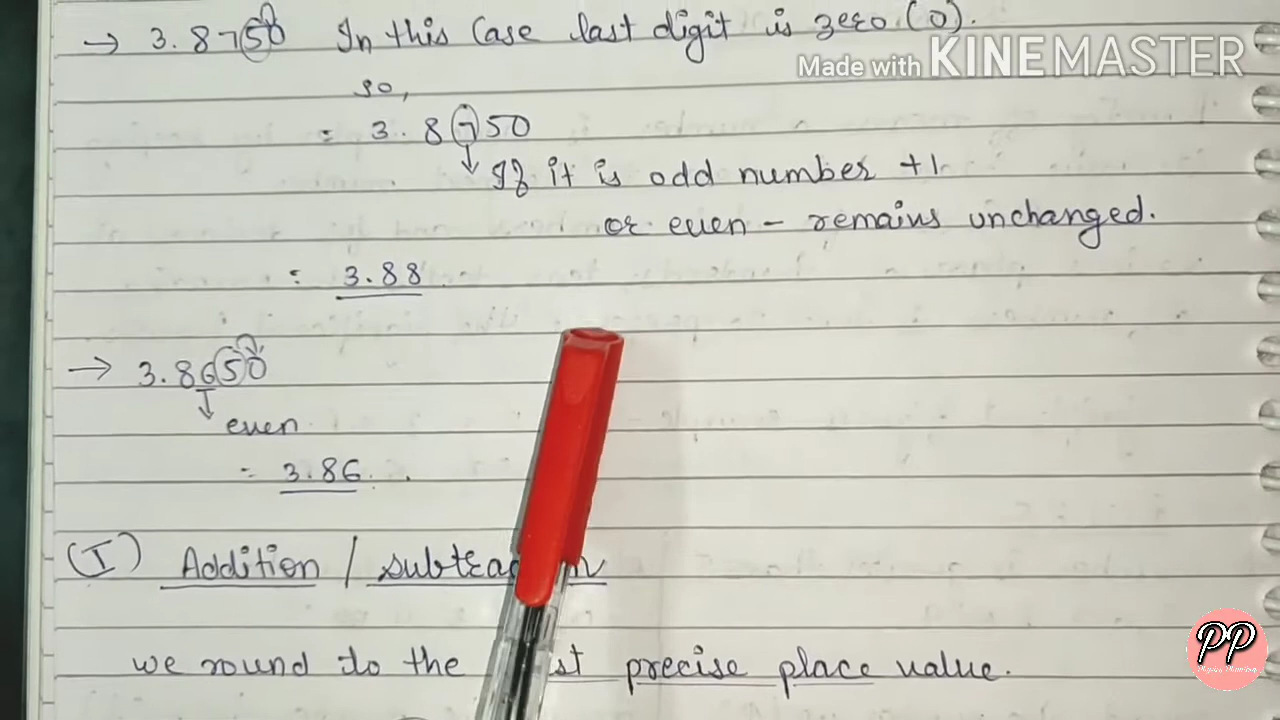 → 3.8750 In this case last digit is zero (0).
Made with KINEMASTER
so,
= 3.8750
If it is odd number +1
or even - remains unchanged.
= 3.88
→ 3.8650
even
= 3.86
(I) Addition /
we round to the precise place value.
PP